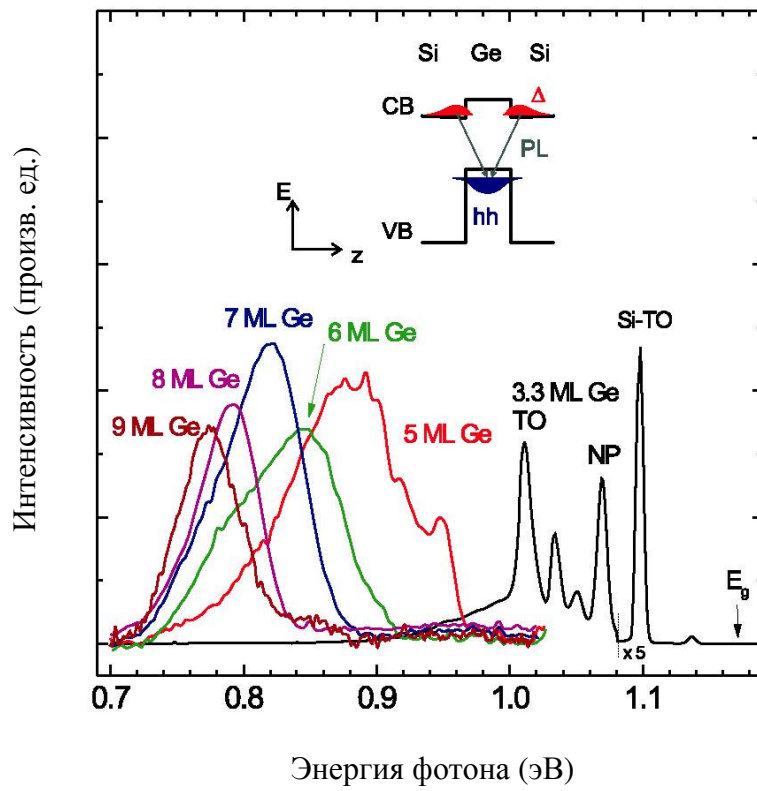 Si Ge Si
CB
Δ
PL
E
hh
VB
z
7 ML Ge
6 ML Ge
Si-TO
8 ML Ge
3.3 ML Ge
9 ML Ge
5 ML Ge
TO
NP
Eg
x 5
0.7 0.8 0.9 1.0 1.1
Энергия фотона (эВ)
Интенсивность (произв. ед.)